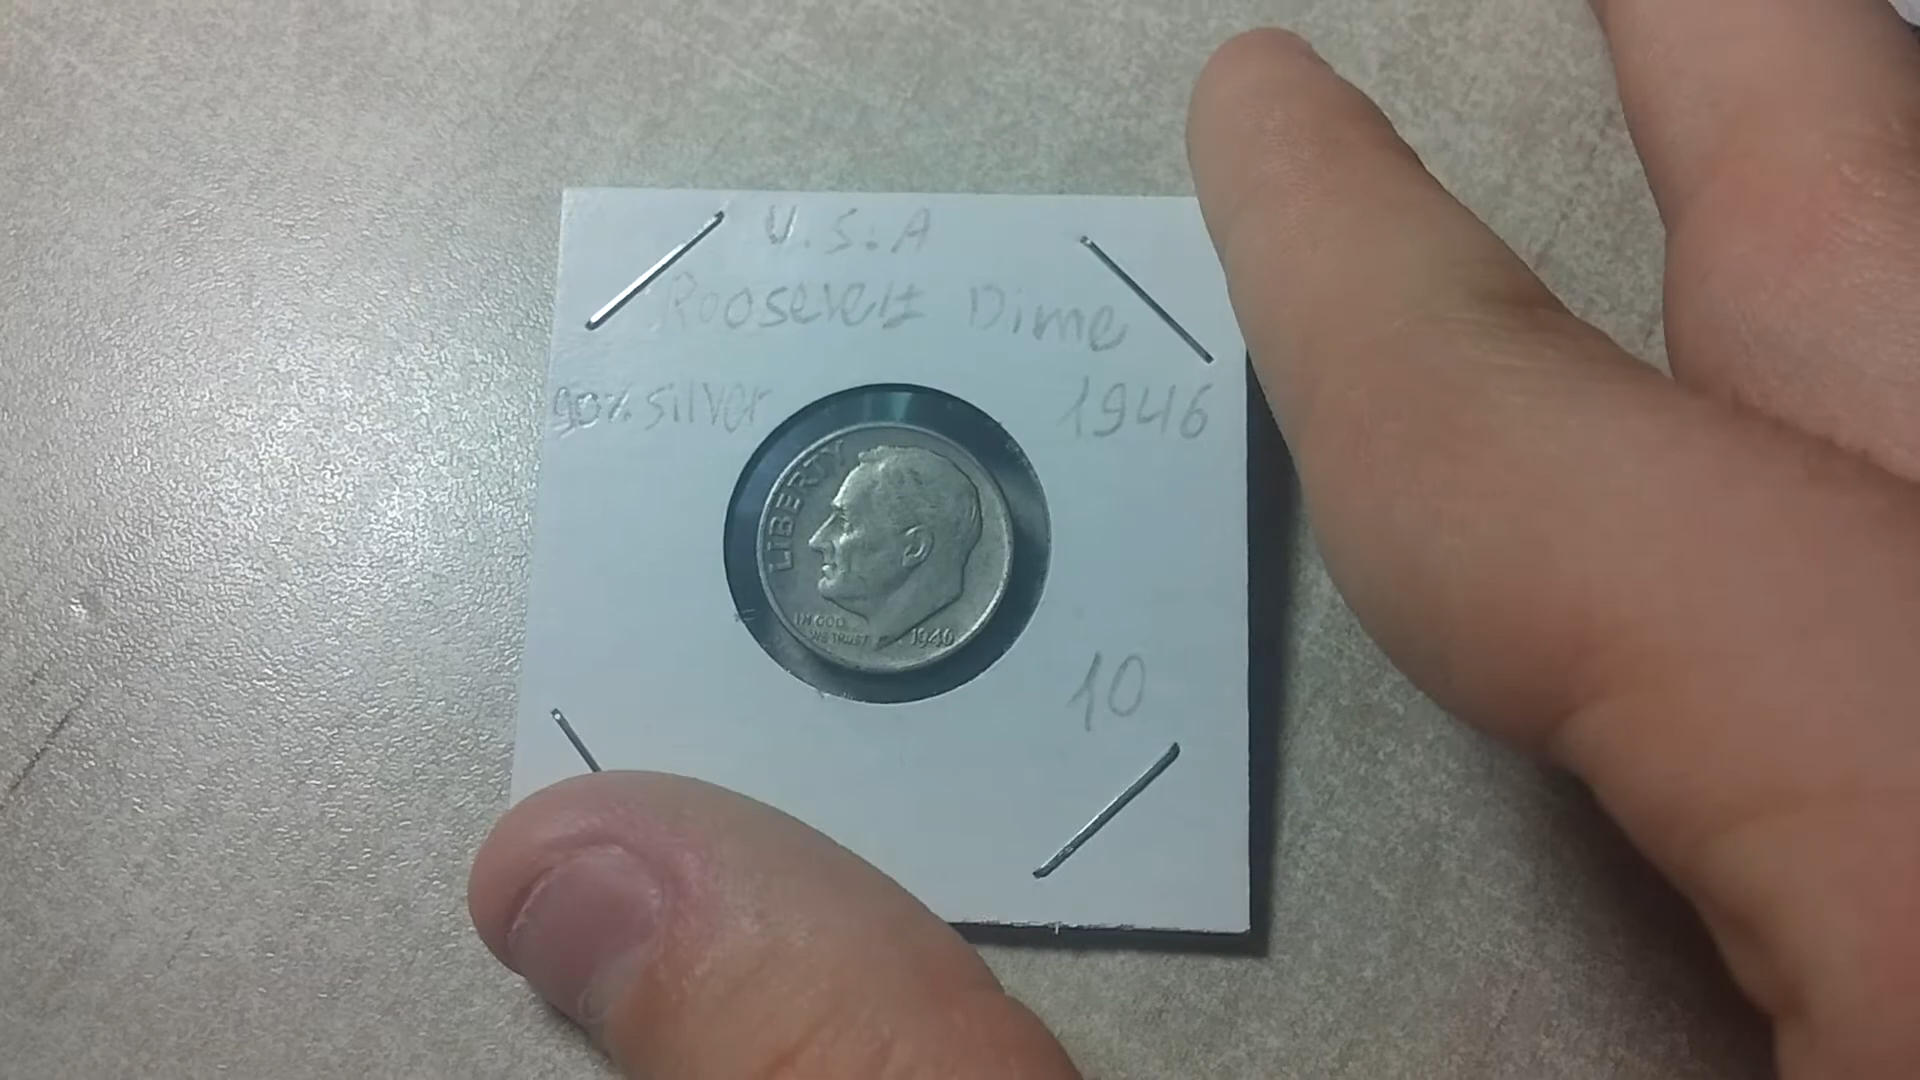 U.S.A
Roosevelt Dime
90% silver 1946
LIBERTY
IN GOD
WE TRUST 1946
10